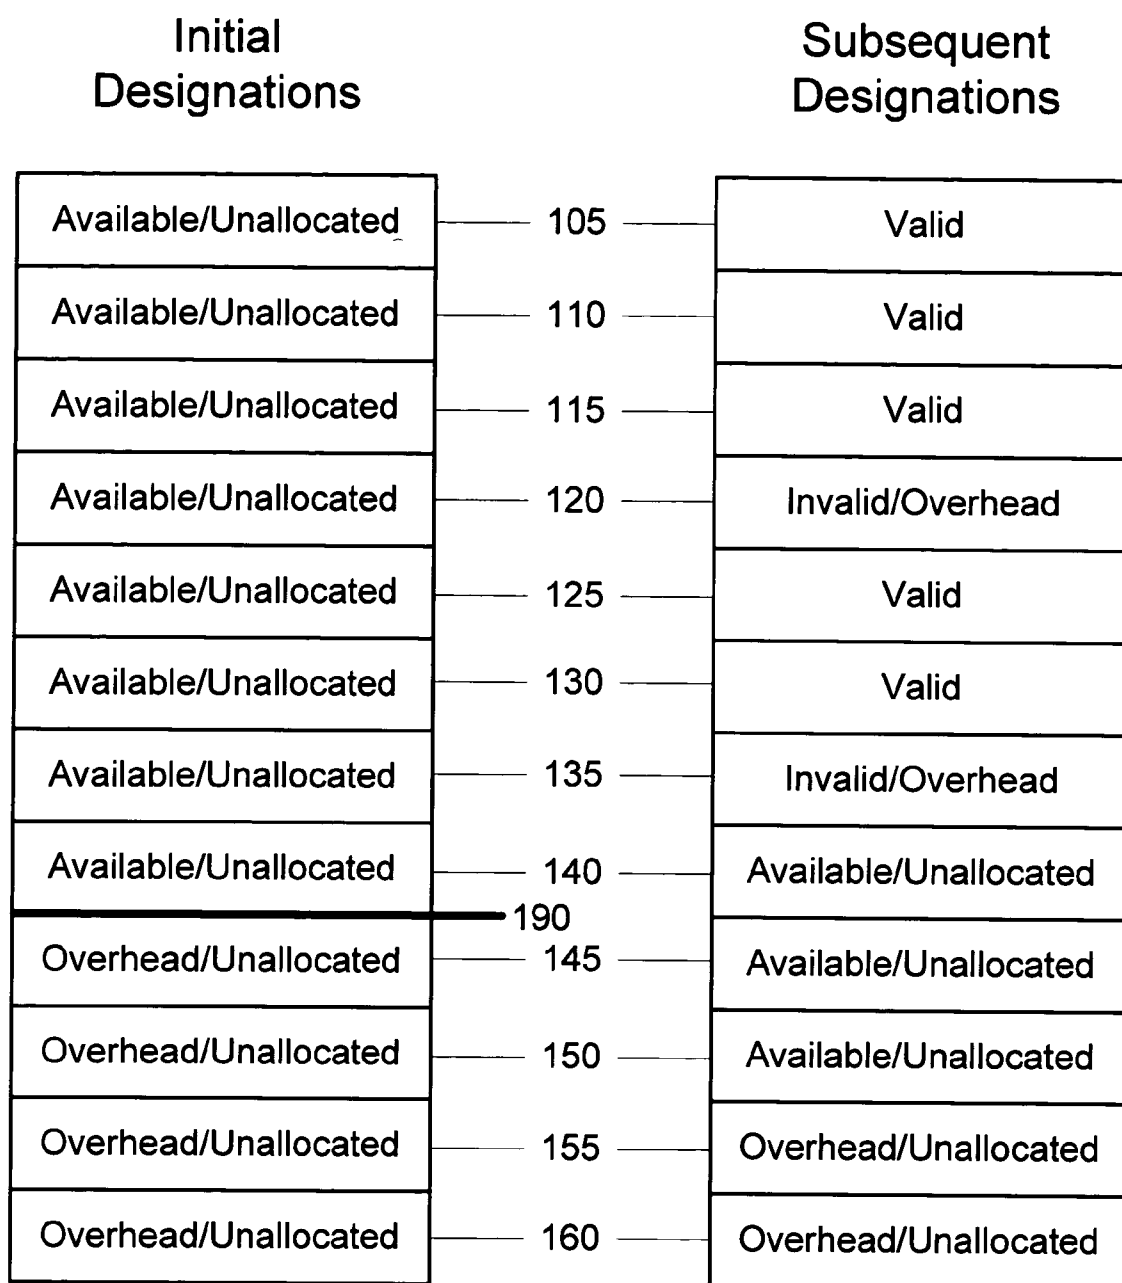 Initial
Designations
Subsequent
Designations
Available/Unallocated 105 Valid
Available/Unallocated 110 Valid
Available/Unallocated 115 Valid
Available/Unallocated 120 Invalid/Overhead
Available/Unallocated 125 Valid
Available/Unallocated 130 Valid
Available/Unallocated 135 Invalid/Overhead
Available/Unallocated 140 Available/Unallocated
190
Overhead/Unallocated 145 Available/Unallocated
Overhead/Unallocated 150 Available/Unallocated
Overhead/Unallocated 155 Overhead/Unallocated
Overhead/Unallocated 160 Overhead/Unallocated